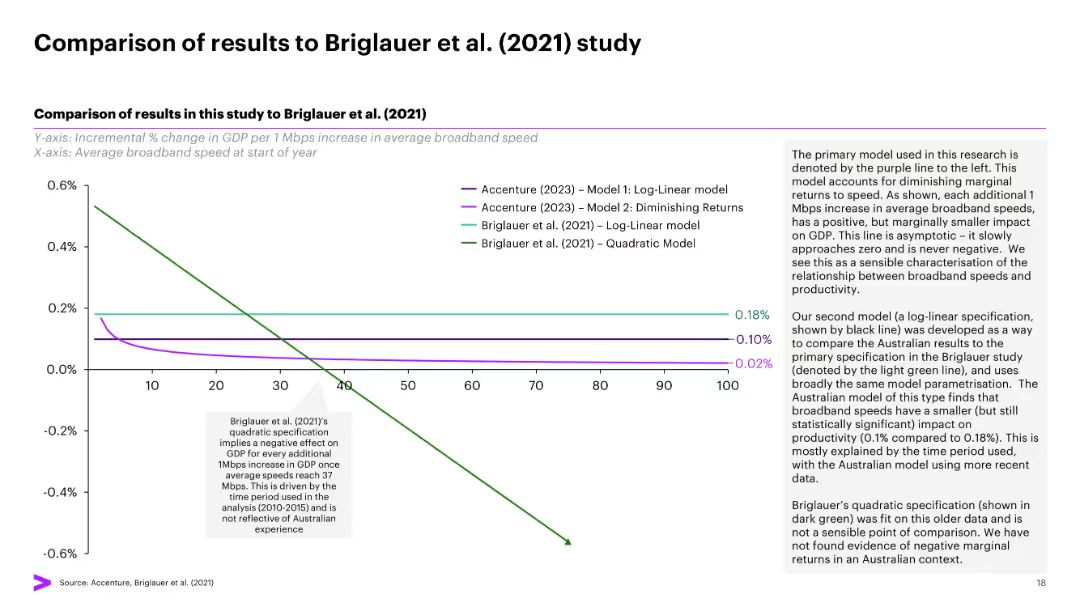 Comparison of results to Briglauer et al. (2021) study
Comparison of results in this study to Briglauer et al. (2021)
Y-axis: Incremental % change in GDP per 1 Mbps increase in average broadband speed
X-axis: Average broadband speed at start of year
0.6%
0.4%
0.2%
0.0%
-0.2%
-0.4%
-0.6%
Accenture (2023) – Model 1: Log-Linear model
Accenture (2023) – Model 2: Diminishing Returns
Briglauer et al. (2021) – Log-Linear model
Briglauer et al. (2021) – Quadratic Model
0.18%
0.10%
0.02%
10 20 30 40 50 60 70 80 90 100
Briglauer et al. (2021)'s
quadratic specification
implies a negative effect on
GDP for every additional
1Mbps increase in GDP once
average speeds reach 37
Mbps. This is driven by the
time period used in the
analysis (2010-2015) and is
not reflective of Australian
experience
The primary model used in this research is
denoted by the purple line to the left. This
model accounts for diminishing marginal
returns to speed. As shown, each additional 1
Mbps increase in average broadband speeds,
has a positive, but marginally smaller impact
on GDP. This line is asymptotic – it slowly
approaches zero and is never negative. We
see this as a sensible characterisation of the
relationship between broadband speeds and
productivity.
Our second model (a log-linear specification,
shown by black line) was developed as a way
to compare the Australian results to the
primary specification in the Briglauer study
(denoted by the light green line), and uses
broadly the same model parametrisation. The
Australian model of this type finds that
broadband speeds have a smaller (but still
statistically significant) impact on
productivity (0.1% compared to 0.18%). This is
mostly explained by the time period used,
with the Australian model using more recent
data.
Briglauer's quadratic specification (shown in
dark green) was fit on this older data and is
not a sensible point of comparison. We have
not found evidence of negative marginal
returns in an Australian context.
Source: Accenture, Briglauer et al. (2021)
18